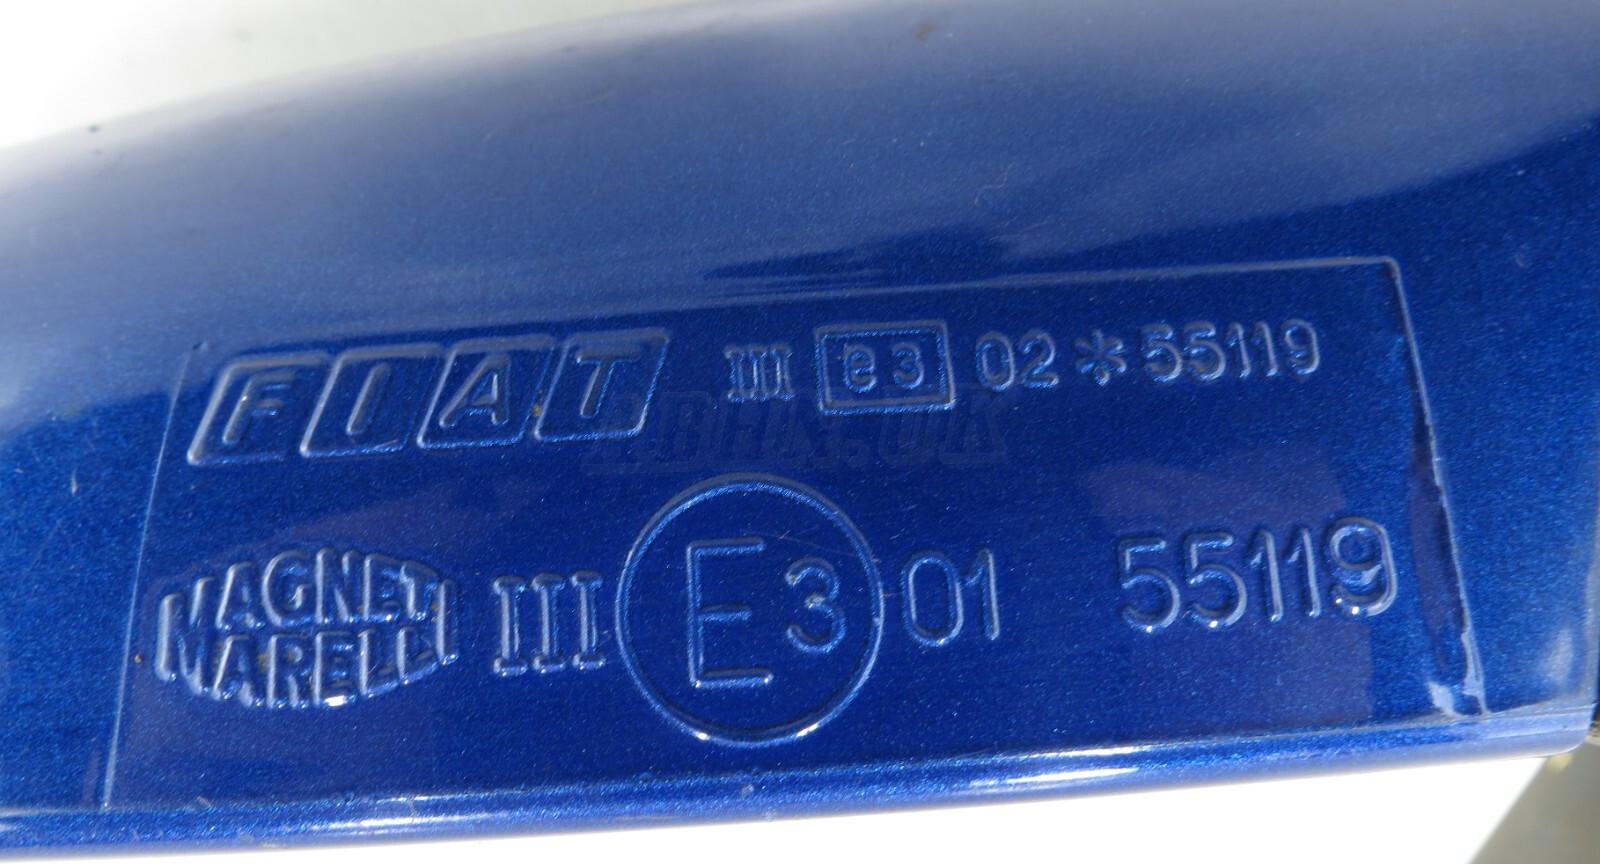 FIAT III e3 02*55119
MAGNETI
MARELLI III E3 01 55119